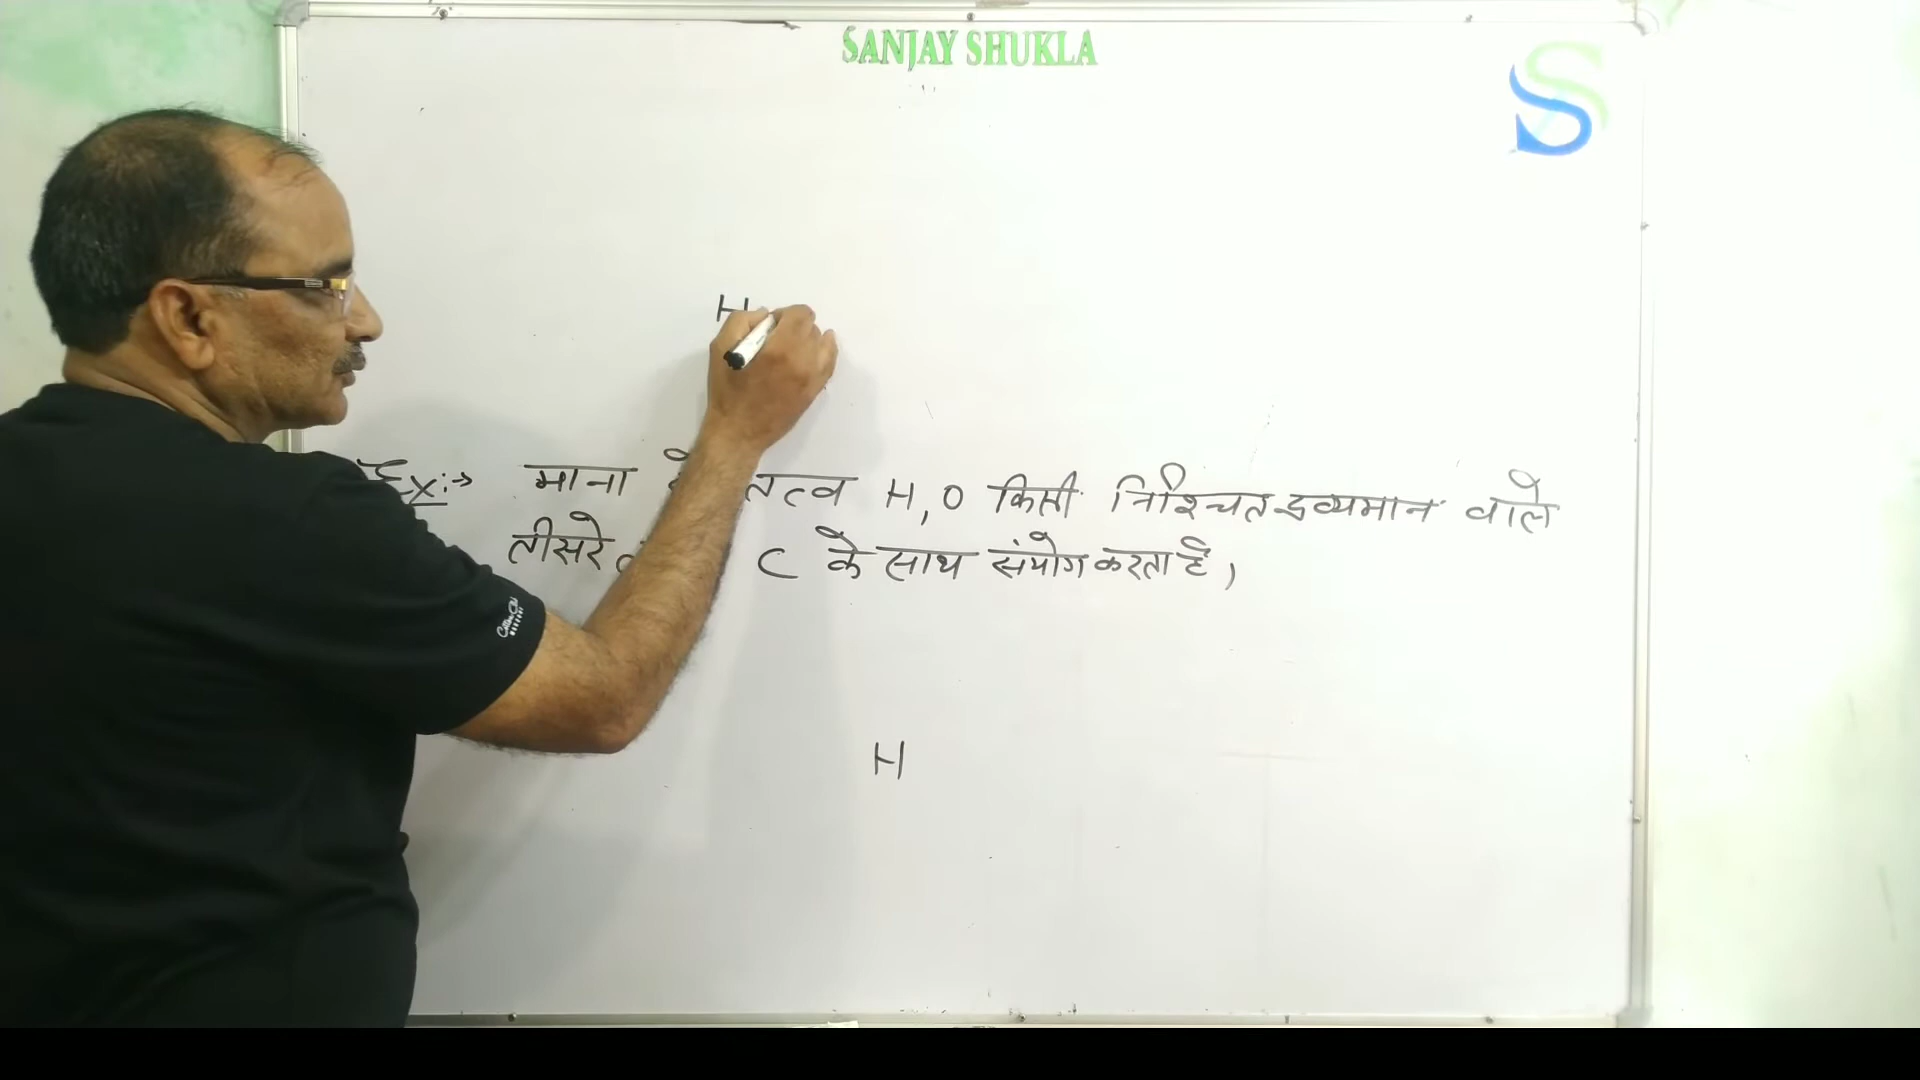 SANJAY SHUKLA
H
Ex:→ माना तत्व H,O किसी निश्चित द्रव्यमान वाले
तीसरे C के साथ संयोग करता है,
H